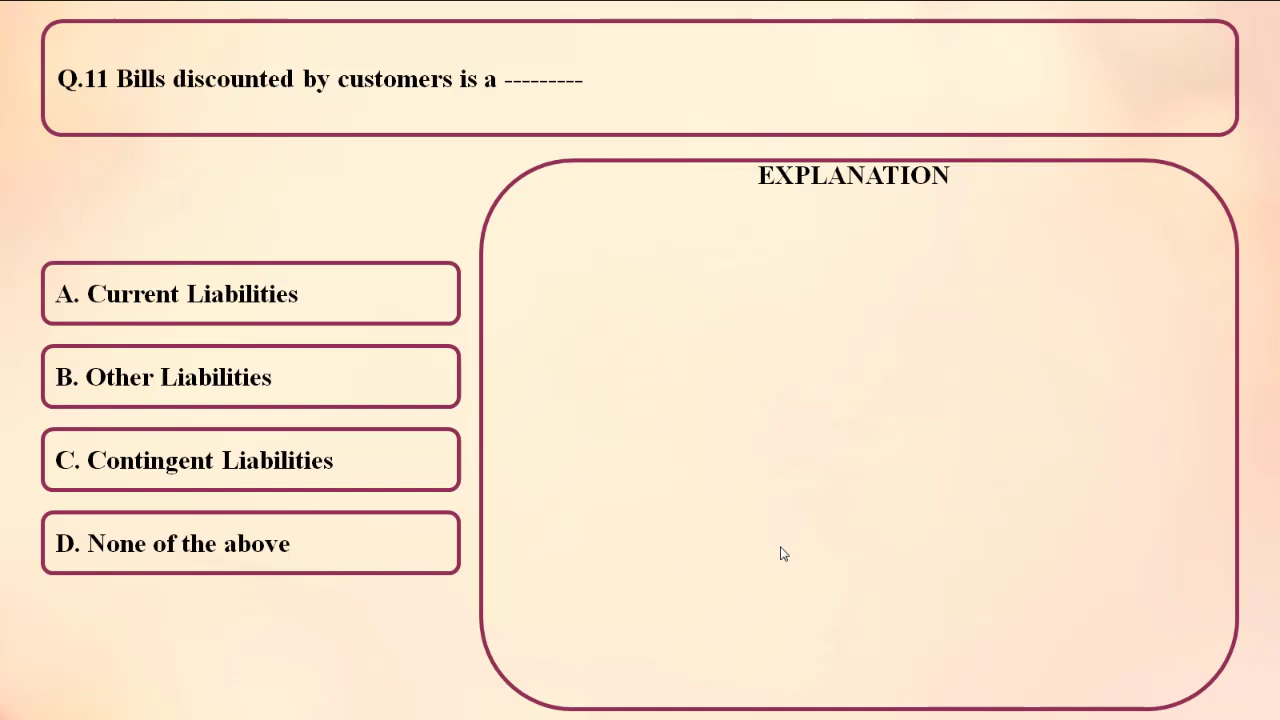 Q.11 Bills discounted by customers is a ---------
EXPLANATION
A. Current Liabilities
B. Other Liabilities
C. Contingent Liabilities
D. None of the above